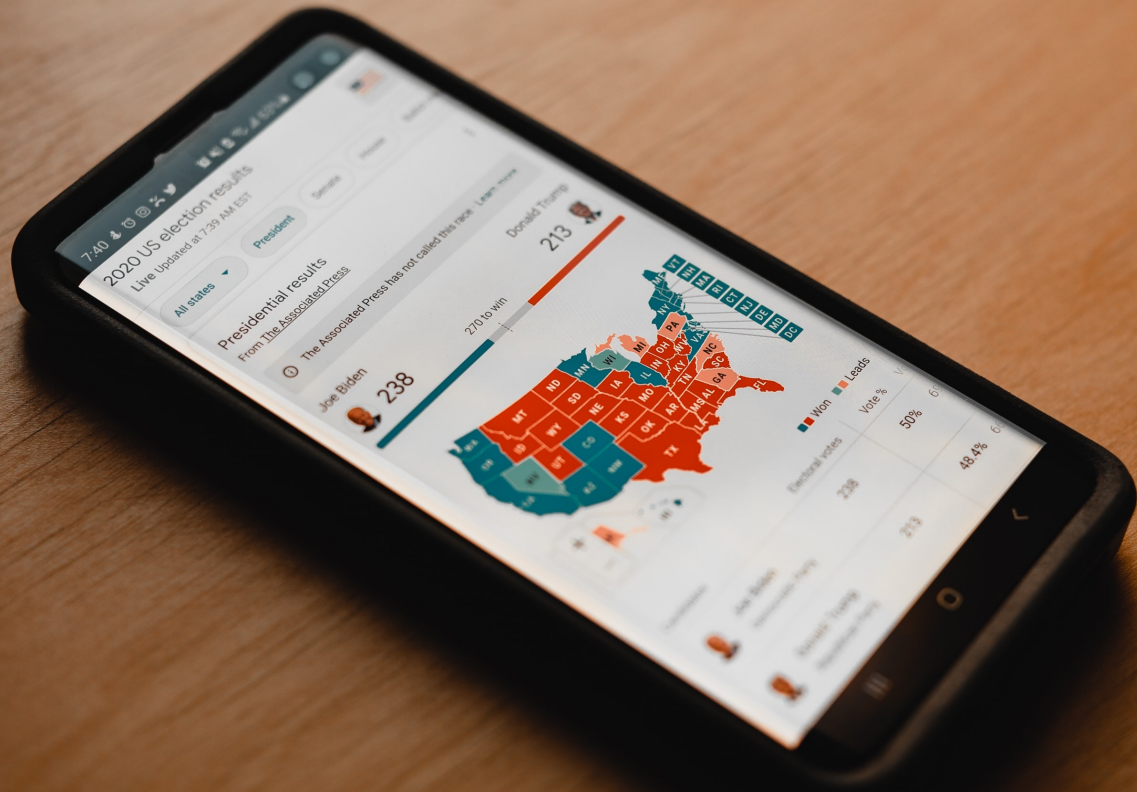 7:40
50%
2020 US election results
Live Updated at 7:39 AM EST
All states
President
Senate
House
Presidential results
From The Associated Press
The Associated Press has not called this race · Learn more
Joe Biden
238
270 to win
Donald Trump
213
VT
NH
MA
RI
CT
NJ
DE
MD
DC
ME
NY
PA
VA
WV
NC
SC
GA
FL
OH
MI
IN
KY
TN
AL
MS
LA
IL
WI
MN
IA
MO
AR
ND
SD
NE
KS
OK
TX
MT
WY
CO
NM
ID
UT
AZ
NV
WA
OR
CA
HI
Won
Leads
Electoral votes
Vote %
Joe Biden
238
50%
Donald Trump
213
48.4%